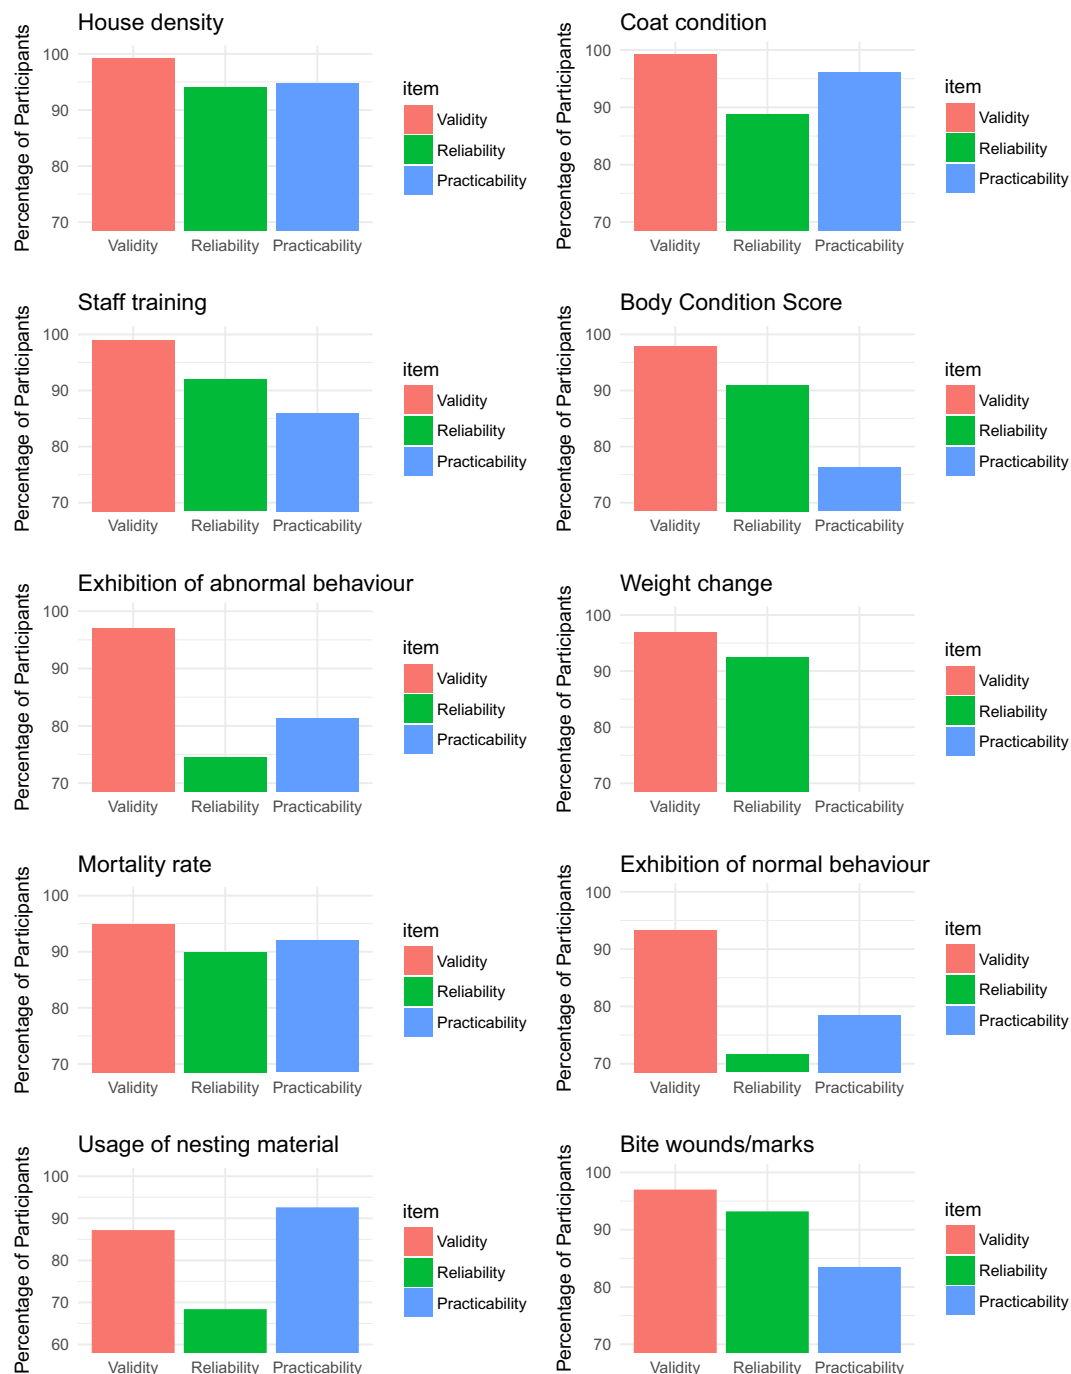 House density
Percentage of Participants
100
90
80
70
Validity
Reliability
Practicability
item
Validity
Reliability
Practicability
Coat condition
Percentage of Participants
100
90
80
70
Validity
Reliability
Practicability
item
Validity
Reliability
Practicability
Staff training
Percentage of Participants
100
90
80
70
Validity
Reliability
Practicability
item
Validity
Reliability
Practicability
Body Condition Score
Percentage of Participants
100
90
80
70
Validity
Reliability
Practicability
item
Validity
Reliability
Practicability
Exhibition of abnormal behaviour
Percentage of Participants
100
90
80
70
Validity
Reliability
Practicability
item
Validity
Reliability
Practicability
Weight change
Percentage of Participants
100
90
80
70
Validity
Reliability
Practicability
item
Validity
Reliability
Practicability
Mortality rate
Percentage of Participants
100
90
80
70
Validity
Reliability
Practicability
item
Validity
Reliability
Practicability
Exhibition of normal behaviour
Percentage of Participants
100
90
80
70
Validity
Reliability
Practicability
item
Validity
Reliability
Practicability
Usage of nesting material
Percentage of Participants
100
90
80
70
60
Validity
Reliability
Practicability
item
Validity
Reliability
Practicability
Bite wounds/marks
Percentage of Participants
100
90
80
70
Validity
Reliability
Practicability
item
Validity
Reliability
Practicability